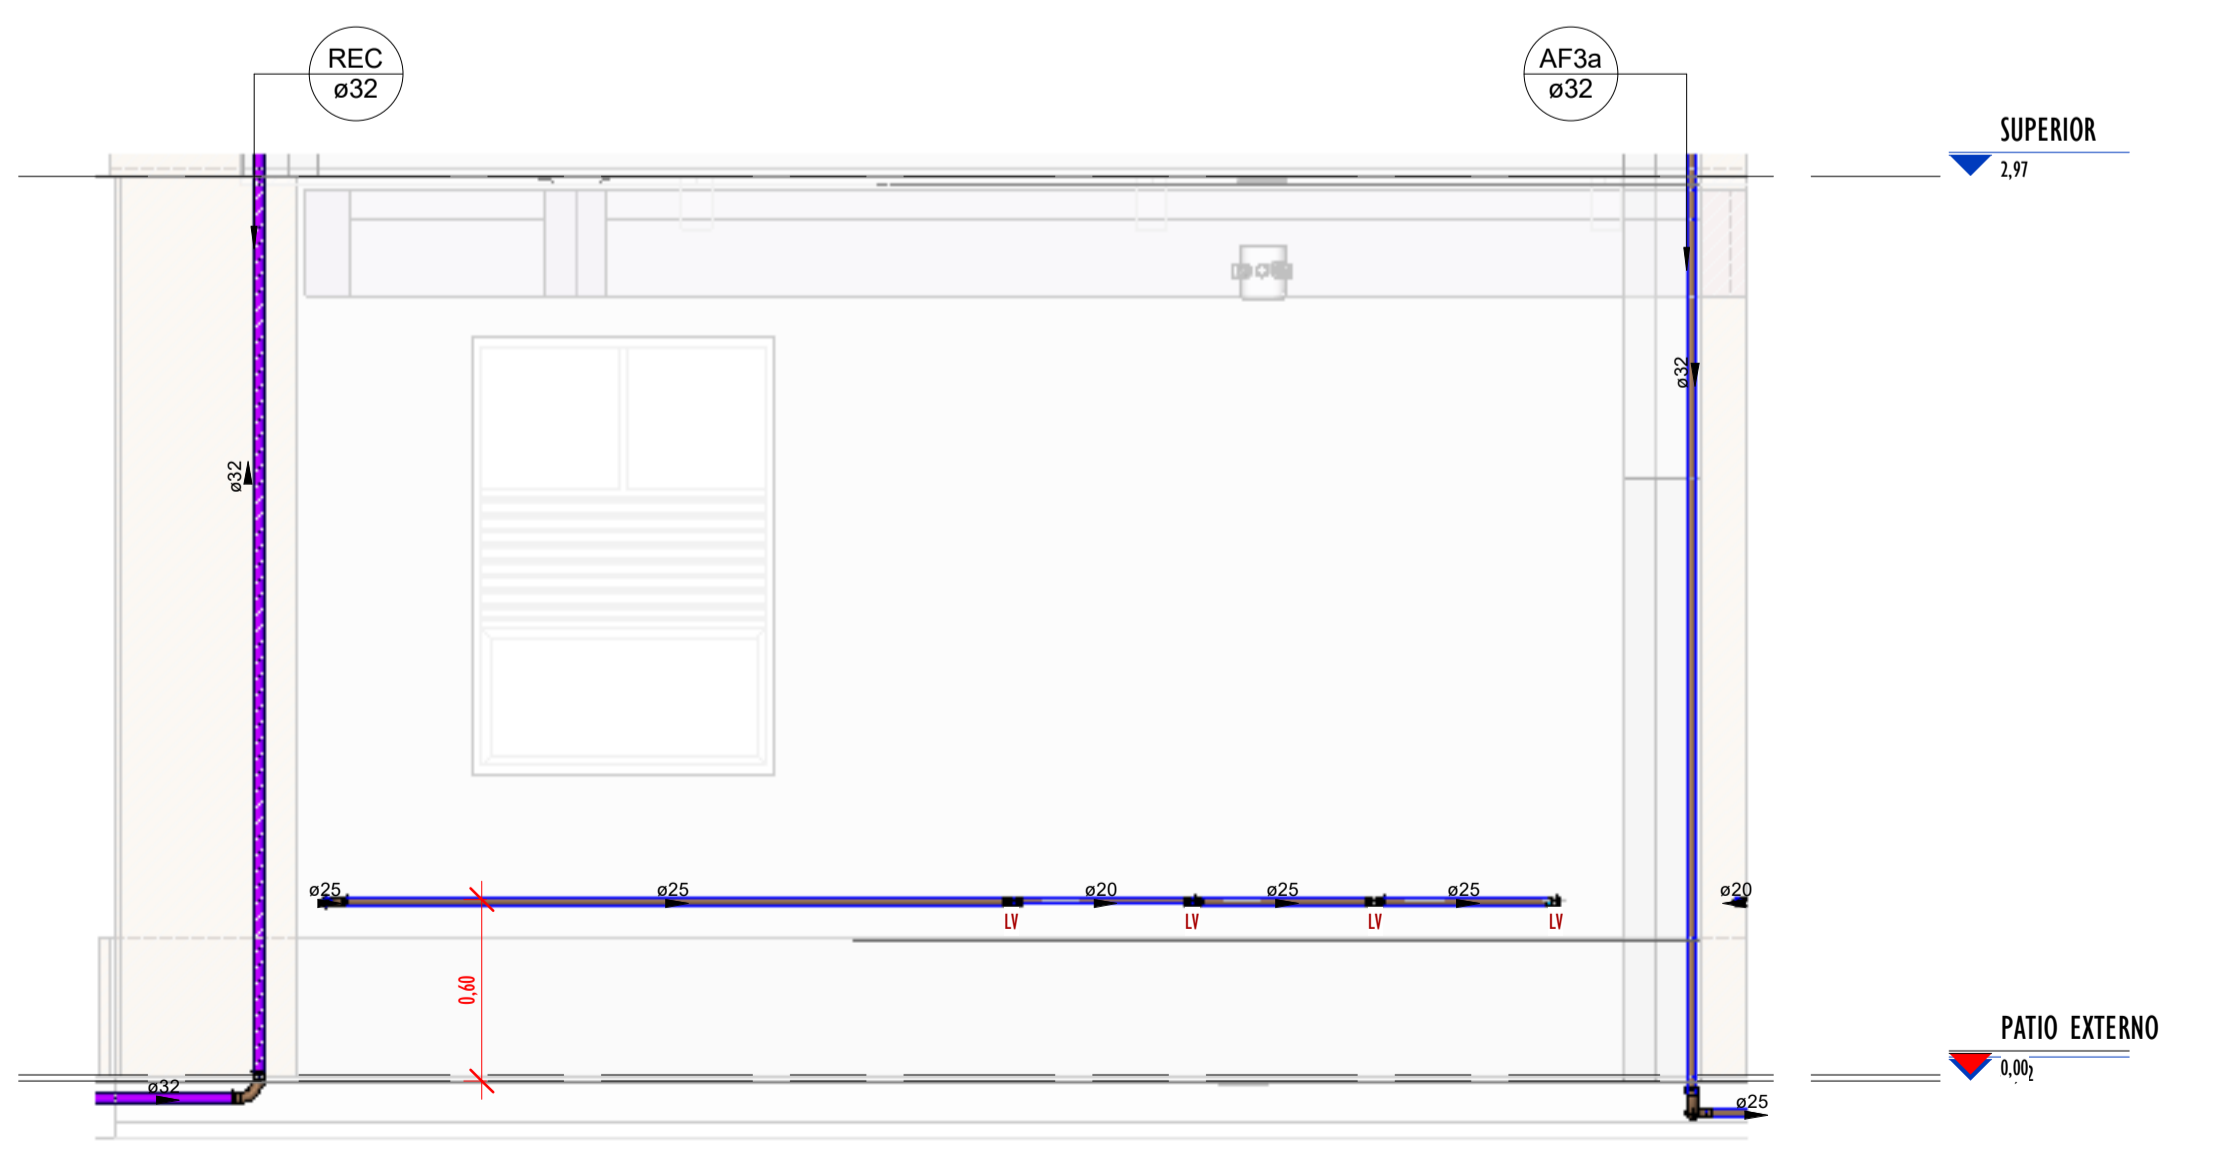 REC
ø32
AF3a
ø32
SUPERIOR
2,97
ø32
ø32
ø25
ø25
ø20
ø25
ø25
ø20
LV
LV
LV
LV
0,60
PATIO EXTERNO
0,00
ø32
ø25